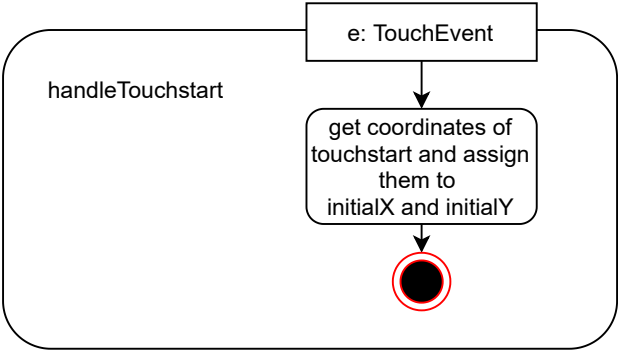 e: TouchEvent
handleTouchstart
get coordinates of
touchstart and assign
them to
initialX and initialY